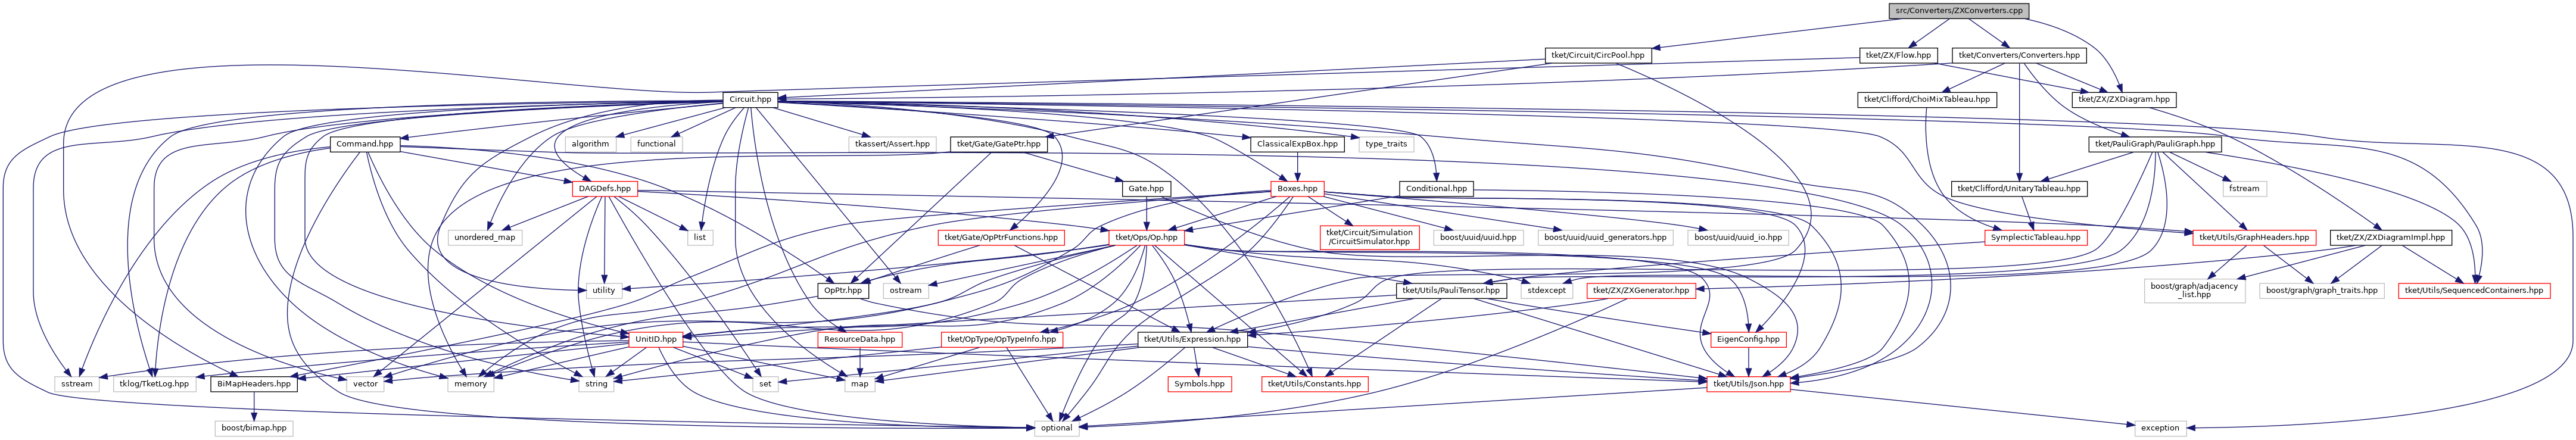 src/Converters/ZXConverters.cpp
tket/Circuit/CircPool.hpp
tket/ZX/Flow.hpp
tket/Converters/Converters.hpp
Circuit.hpp
tket/Clifford/ChoiMixTableau.hpp
tket/ZX/ZXDiagram.hpp
Command.hpp
algorithm
functional
tkassert/Assert.hpp
tket/Gate/GatePtr.hpp
ClassicalExpBox.hpp
type_traits
tket/PauliGraph/PauliGraph.hpp
DAGDefs.hpp
Gate.hpp
Boxes.hpp
Conditional.hpp
tket/Clifford/UnitaryTableau.hpp
fstream
unordered_map
list
tket/Gate/OpPtrFunctions.hpp
tket/Ops/Op.hpp
tket/Circuit/Simulation
/CircuitSimulator.hpp
boost/uuid/uuid.hpp
boost/uuid/uuid_generators.hpp
boost/uuid/uuid_io.hpp
SymplecticTableau.hpp
tket/Utils/GraphHeaders.hpp
tket/ZX/ZXDiagramImpl.hpp
utility
OpPtr.hpp
ostream
tket/Utils/PauliTensor.hpp
stdexcept
tket/ZX/ZXGenerator.hpp
boost/graph/adjacency
_list.hpp
boost/graph/graph_traits.hpp
tket/Utils/SequencedContainers.hpp
UnitID.hpp
ResourceData.hpp
tket/OpType/OpTypeInfo.hpp
tket/Utils/Expression.hpp
EigenConfig.hpp
sstream
tklog/TketLog.hpp
BiMapHeaders.hpp
vector
memory
string
set
map
Symbols.hpp
tket/Utils/Constants.hpp
tket/Utils/Json.hpp
boost/bimap.hpp
optional
exception